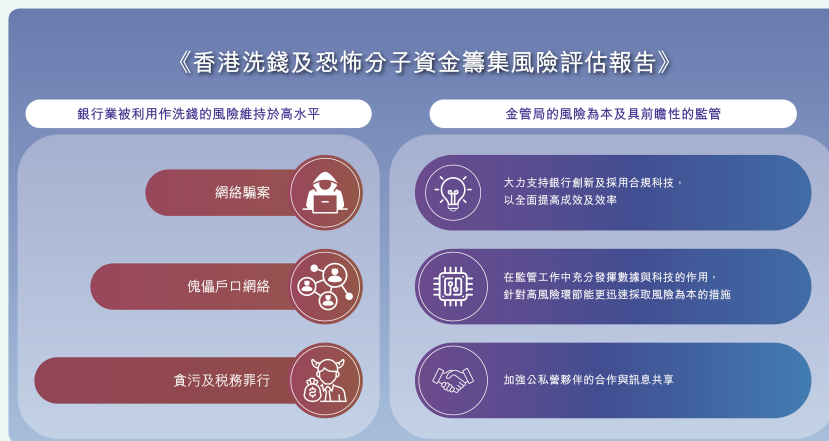 《香港洗錢及恐怖分子資金籌集風險評估報告》
銀行業被利用作洗錢的風險維持於高水平
網絡騙案
傀儡戶口網絡
貪污及稅務罪行
金管局的風險為本及具前瞻性的監管
大力支持銀行創新及採用合規科技，
以全面提高成效及效率
在監管工作中充分發揮數據與科技的作用，
針對高風險環節能更迅速採取風險為本的措施
加強公私營夥伴的合作與訊息共享